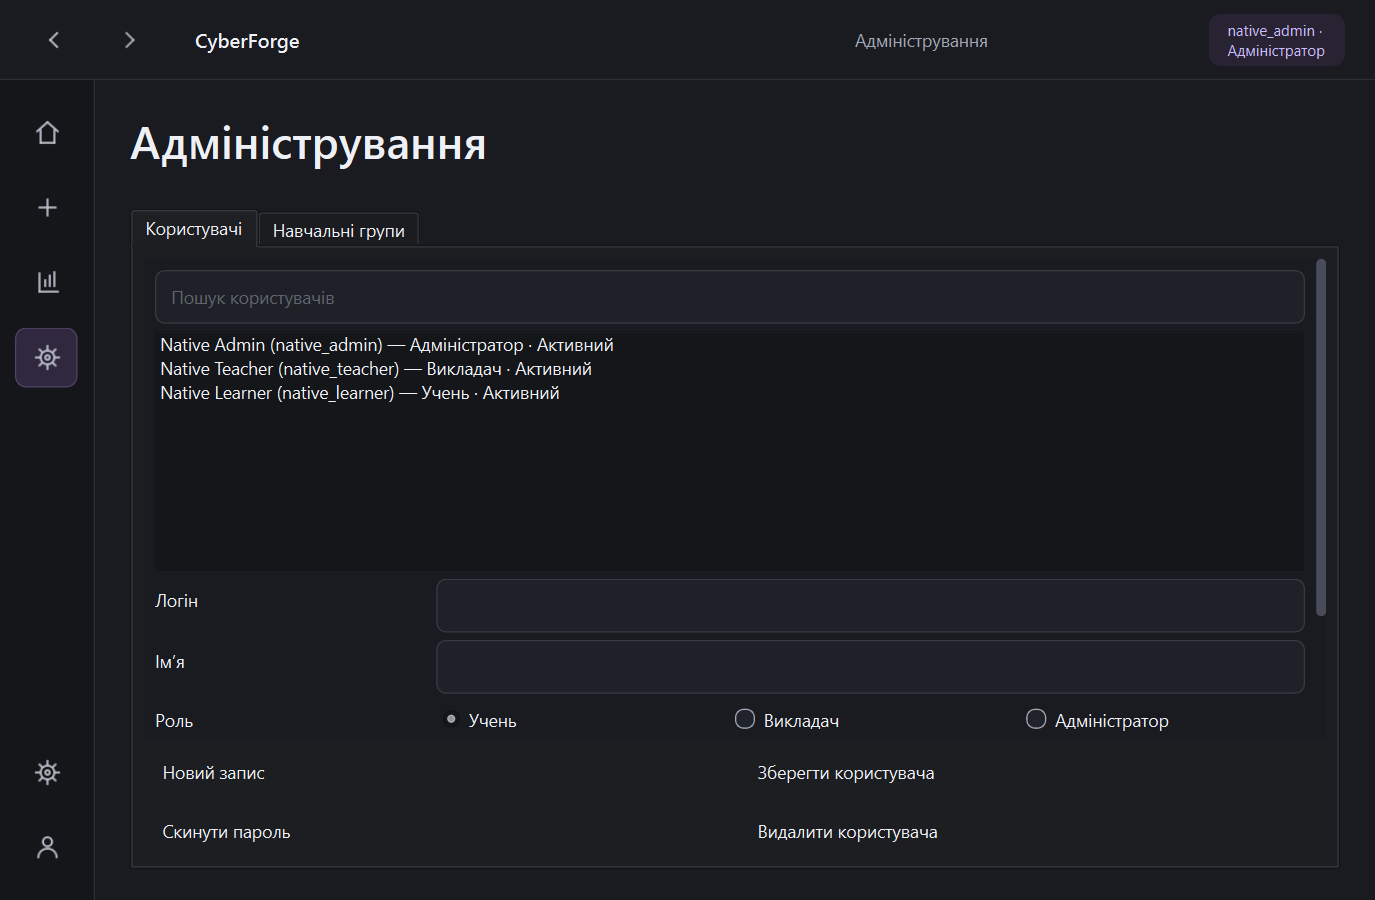 CyberForge
Адміністрування
native_admin ·
Адміністратор
Адміністрування
Користувачі
Навчальні групи
Пошук користувачів
Native Admin (native_admin) — Адміністратор · Активний
Native Teacher (native_teacher) — Викладач · Активний
Native Learner (native_learner) — Учень · Активний
Логін
Ім’я
Роль
Учень
Викладач
Адміністратор
Новий запис
Зберегти користувача
Скинути пароль
Видалити користувача